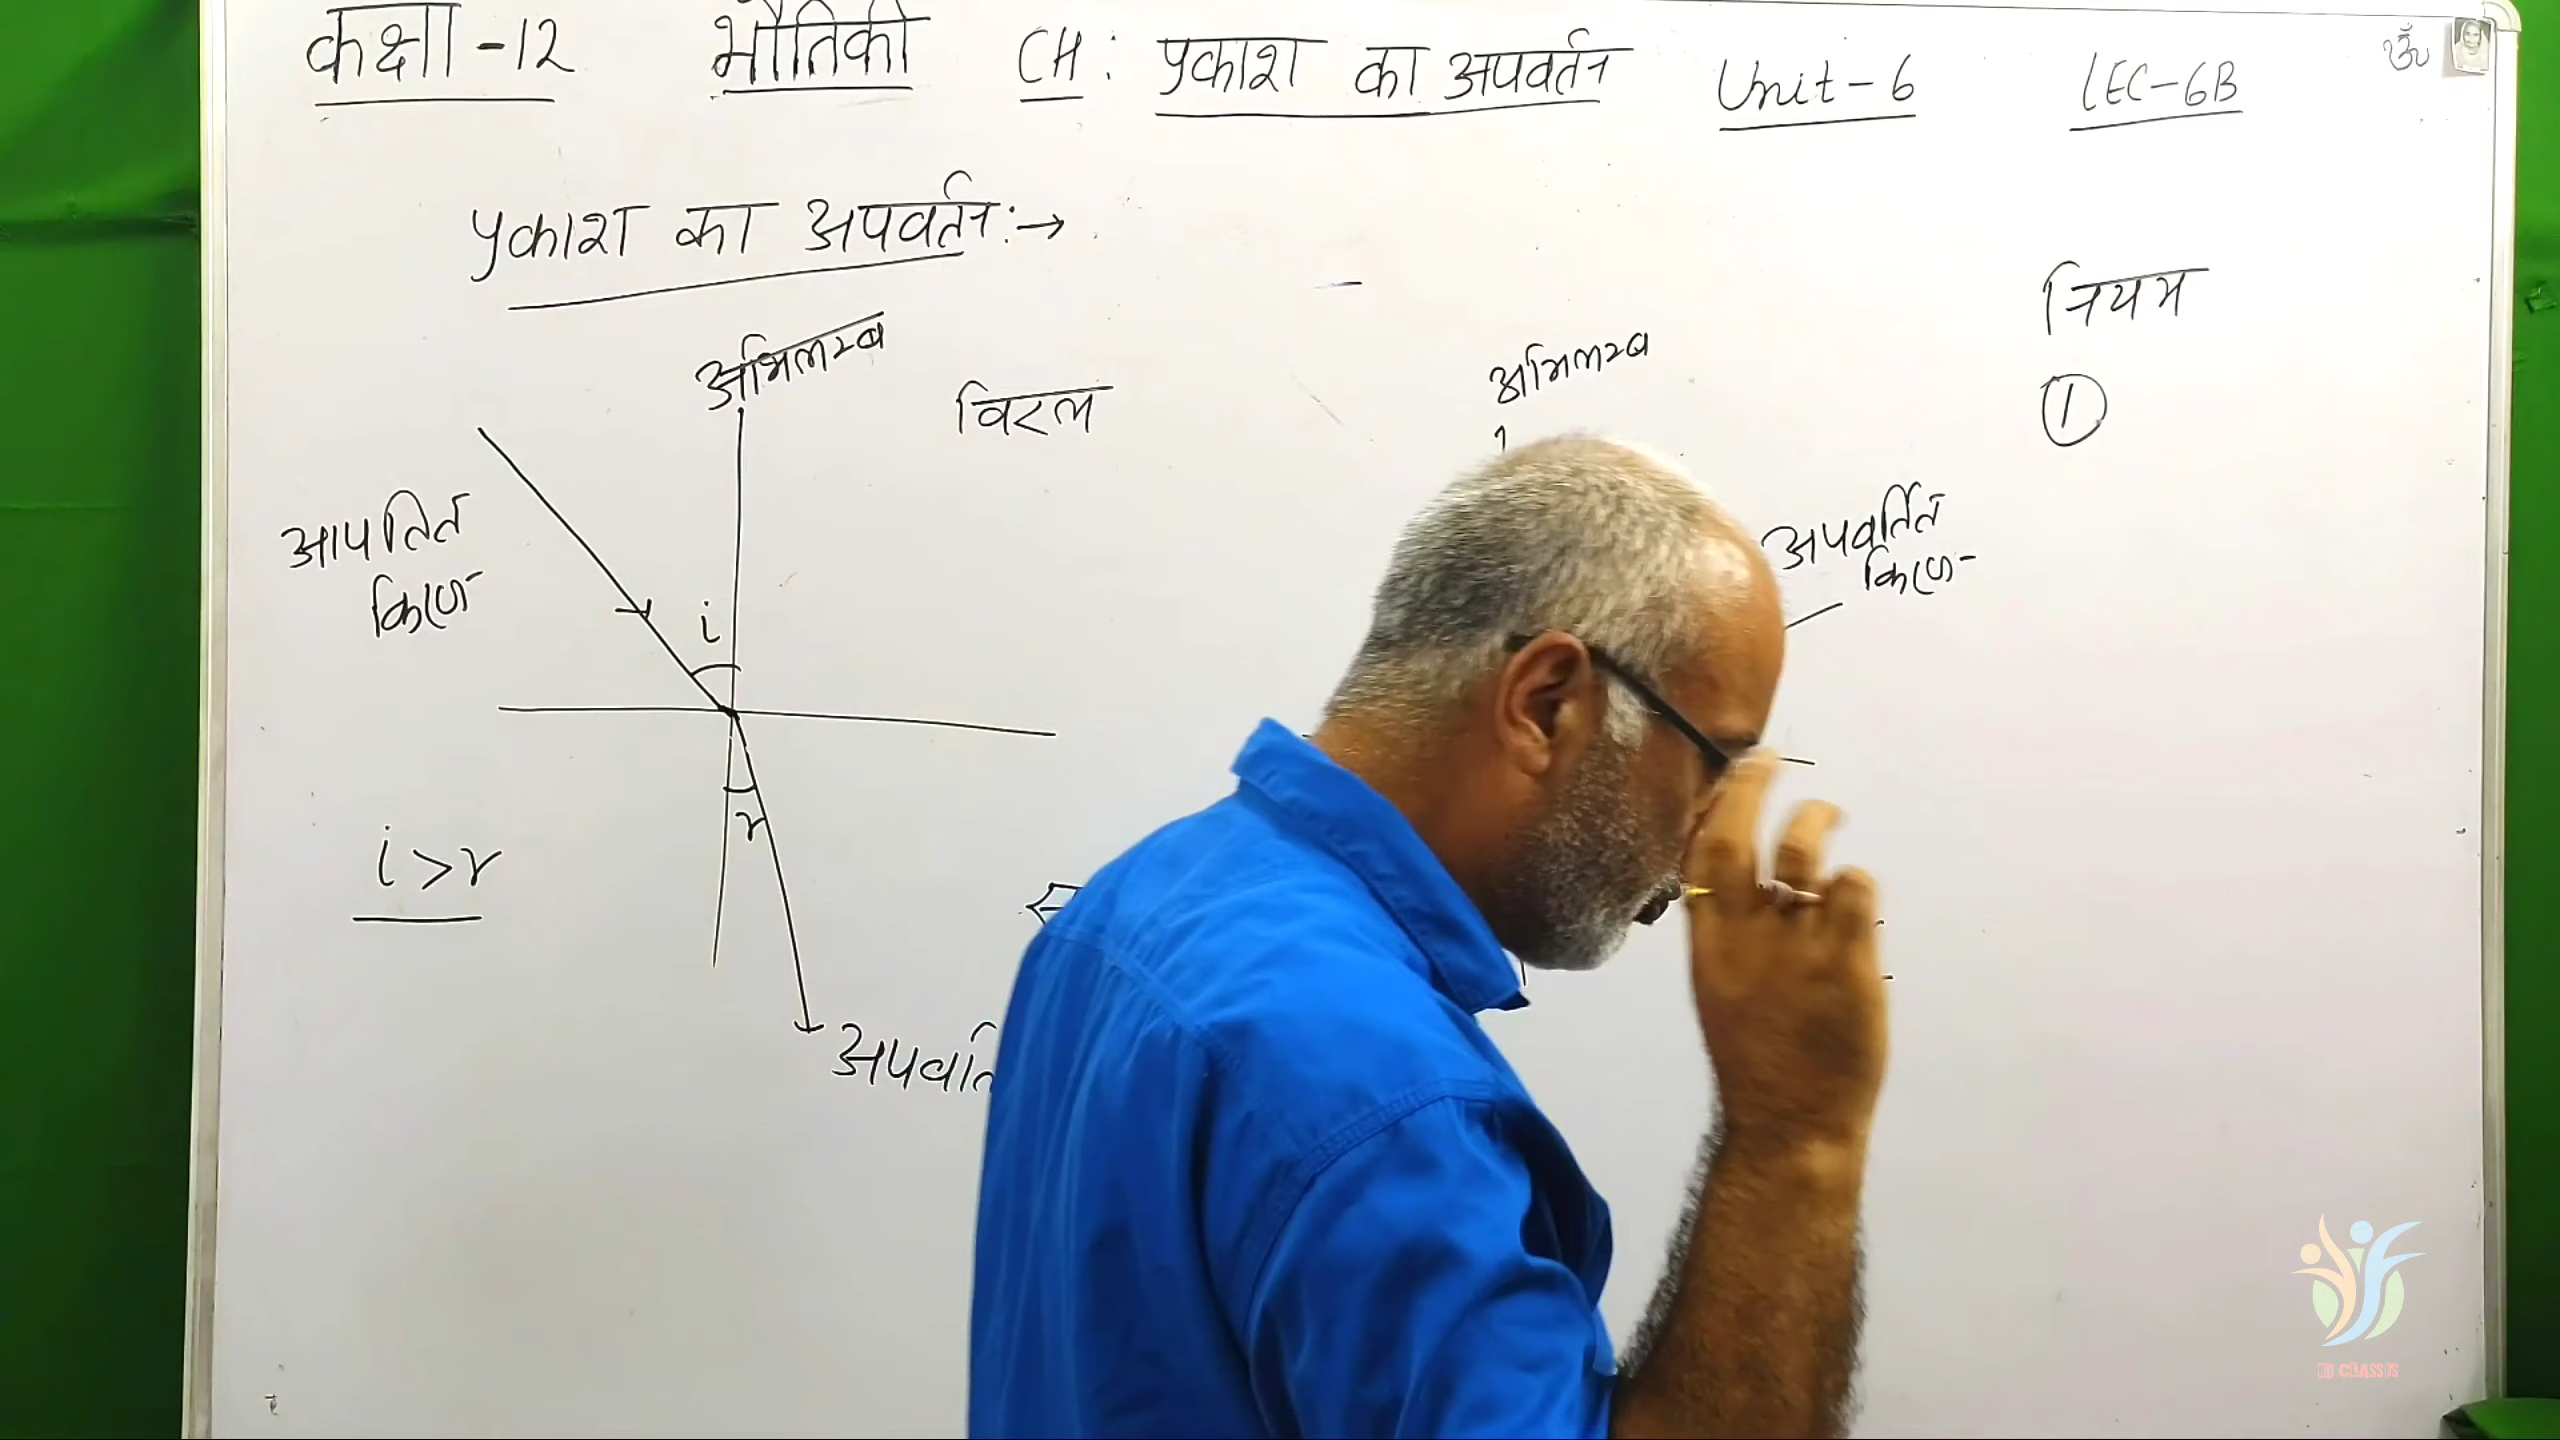 कक्षा -12 भौतिकी CH: प्रकाश का अपवर्तन Unit-6 LEC-6B
ॐ
प्रकाश का अपवर्तन:→
नियम
①
अभिलम्ब
विरल
अभिलम्ब
आपतित
किरण
अपवर्तित
किरण
i
r
i>r
अपवर्ति